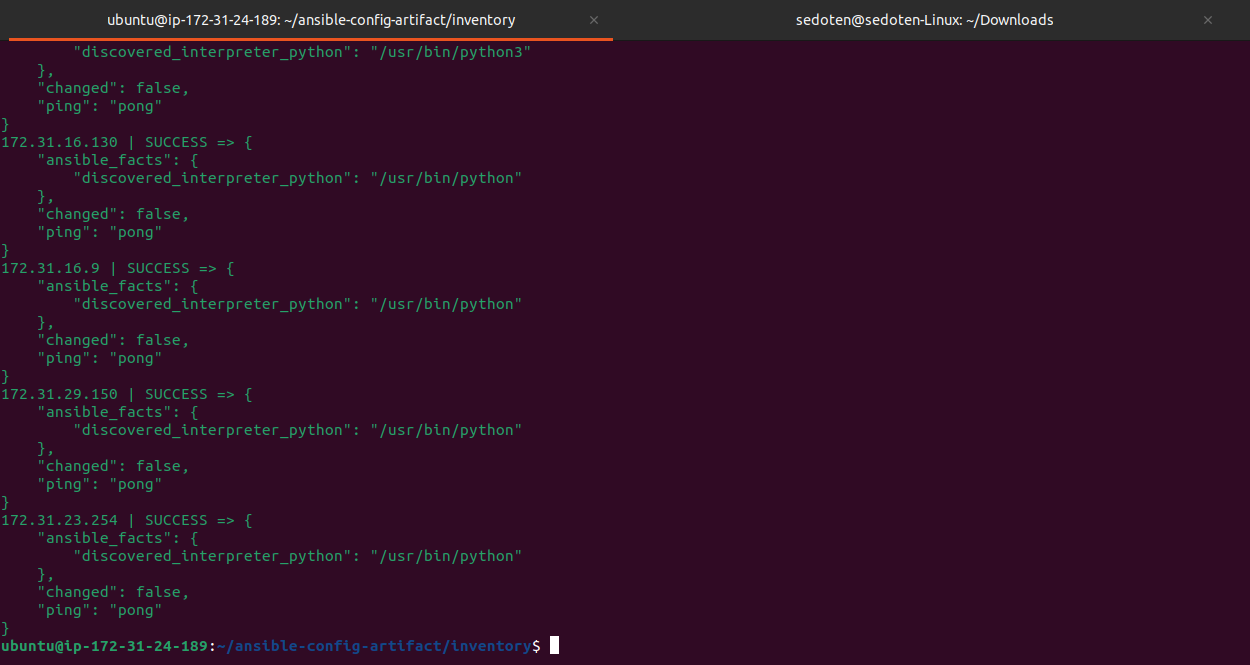 ubuntu@ip-172-31-24-189: ~/ansible-config-artifact/inventory ×
sedoten@sedoten-Linux: ~/Downloads ×
        "discovered_interpreter_python": "/usr/bin/python3"
    },
    "changed": false,
    "ping": "pong"
}
172.31.16.130 | SUCCESS => {
    "ansible_facts": {
        "discovered_interpreter_python": "/usr/bin/python"
    },
    "changed": false,
    "ping": "pong"
}
172.31.16.9 | SUCCESS => {
    "ansible_facts": {
        "discovered_interpreter_python": "/usr/bin/python"
    },
    "changed": false,
    "ping": "pong"
}
172.31.29.150 | SUCCESS => {
    "ansible_facts": {
        "discovered_interpreter_python": "/usr/bin/python"
    },
    "changed": false,
    "ping": "pong"
}
172.31.23.254 | SUCCESS => {
    "ansible_facts": {
        "discovered_interpreter_python": "/usr/bin/python"
    },
    "changed": false,
    "ping": "pong"
}
ubuntu@ip-172-31-24-189:~/ansible-config-artifact/inventory$